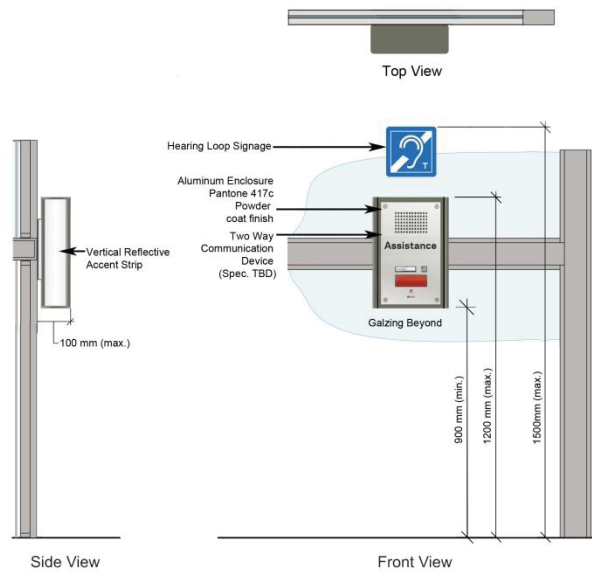 Top View
Hearing Loop Signage
T
Aluminum Enclosure
Pantone 417c
Powder
coat finish
Two Way
Communication
Device
(Spec. TBD)
Assistance
Vertical Reflective
Accent Strip
Galzing Beyond
100 mm (max.)
900 mm (min.)
1200 mm (max.)
1500mm (max.)
Side View
Front View